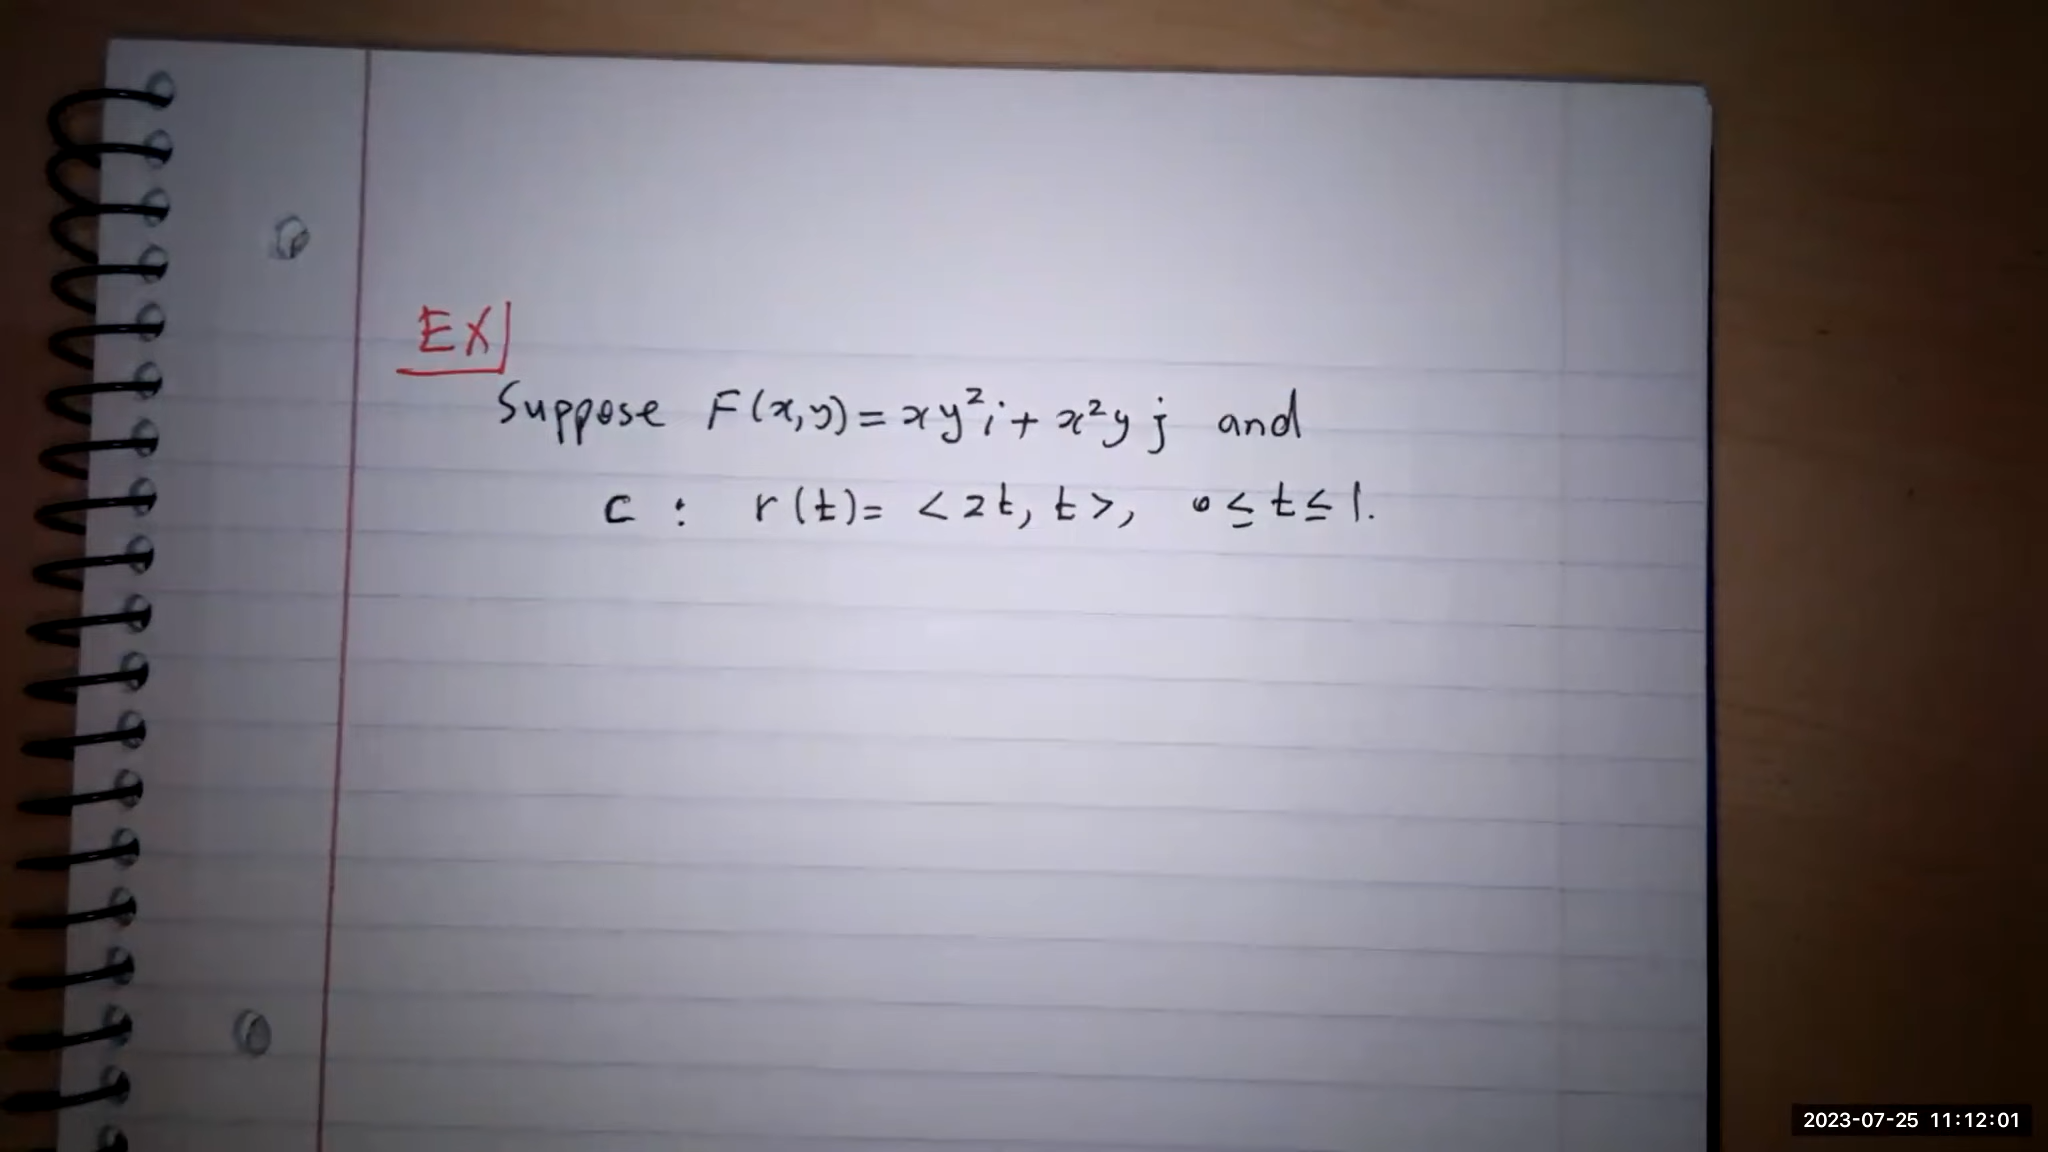 EX
Suppose F(x,y) = xy²i + x²y j and
C : r(t) = <2t, t>, 0 ≤ t ≤ 1.
2023-07-25 11:12:01